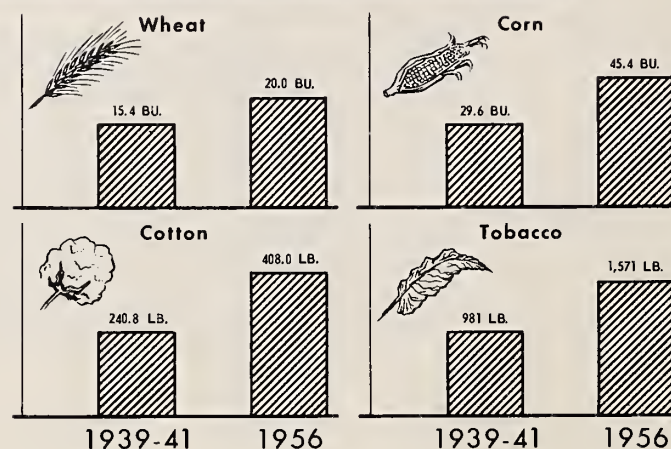 Wheat
15.4 BU.
20.0 BU.
Corn
29.6 BU.
45.4 BU.
Cotton
240.8 LB.
408.0 LB.
Tobacco
981 LB.
1,571 LB.
1939-41 1956
1939-41 1956